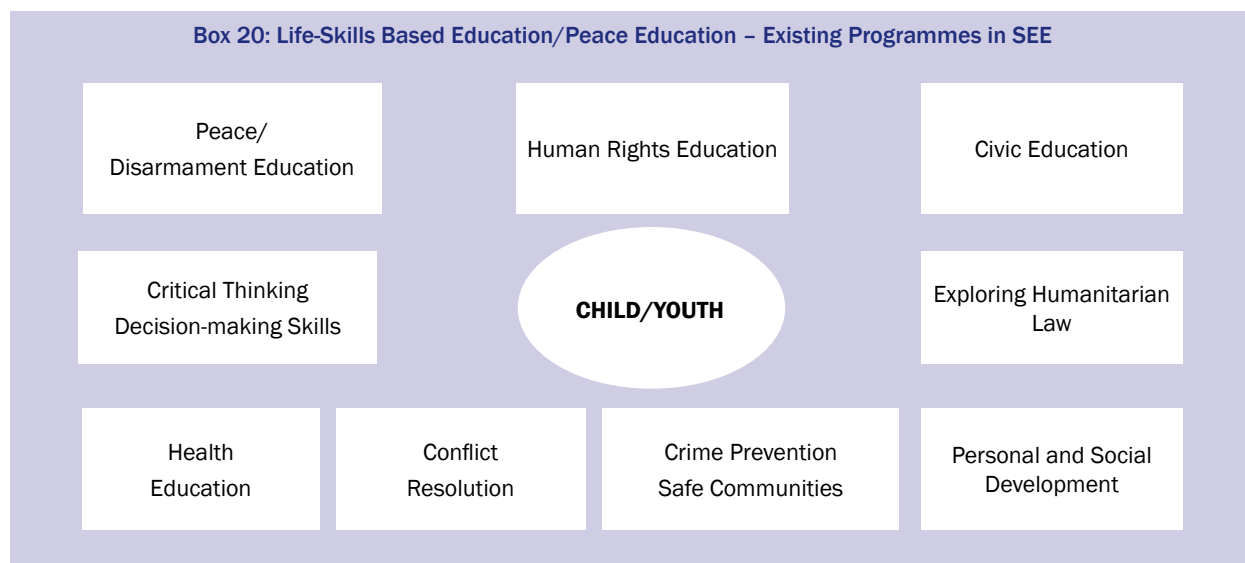 Box 20: Life-Skills Based Education/Peace Education – Existing Programmes in SEE
Peace/
Disarmament Education
Human Rights Education
Civic Education
Critical Thinking
Decision-making Skills
CHILD/YOUTH
Exploring Humanitarian
Law
Health
Education
Conflict
Resolution
Crime Prevention
Safe Communities
Personal and Social
Development